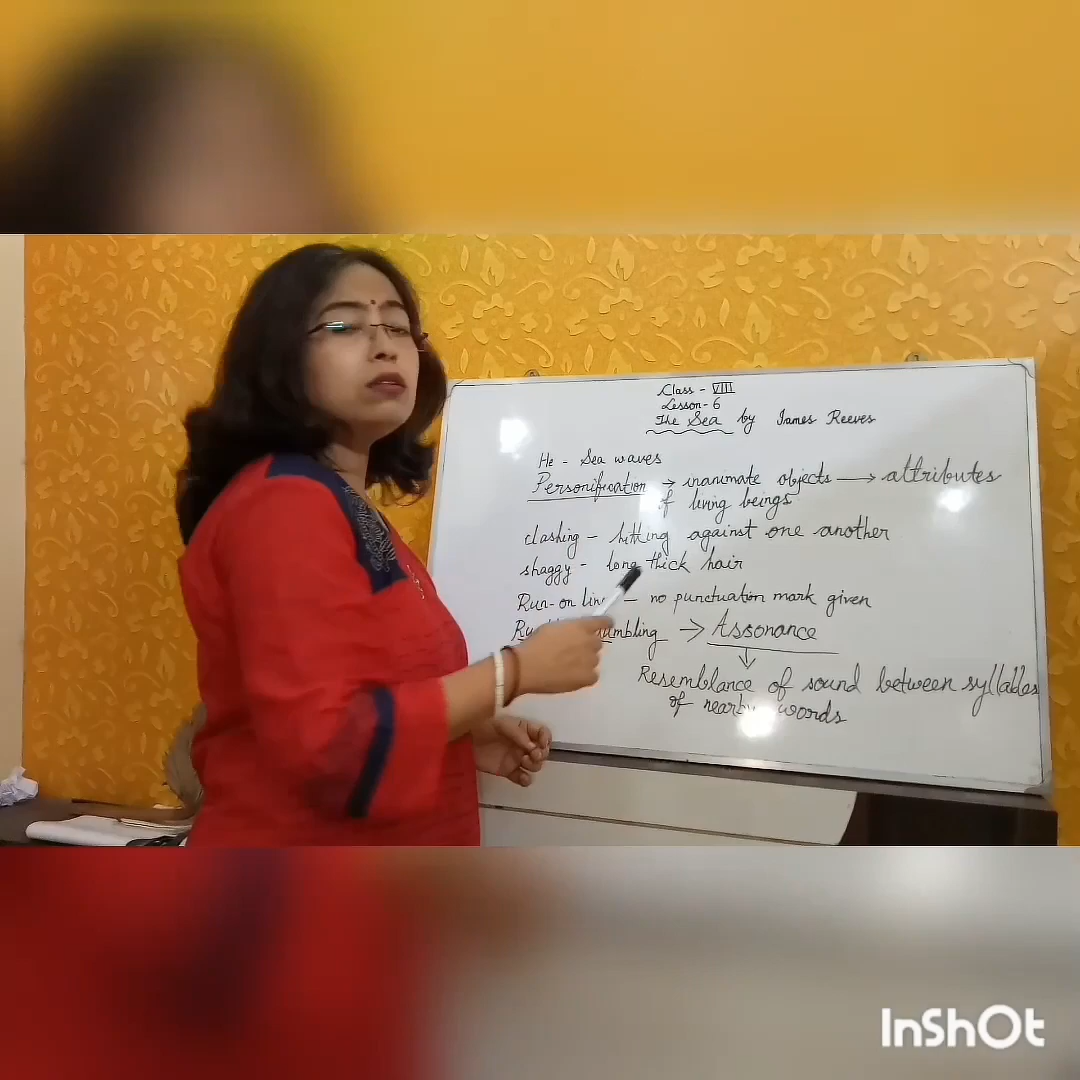 Class - VIII
Lesson - 6
The Sea by James Reeves
He - Sea waves
Personification → inanimate objects → attributes
of living beings
clashing - hitting against one another
shaggy - long thick hair
Run-on - no punctuation mark given
→ Assonance
Resemblance of sound between syllables
of nearby words
InShOt